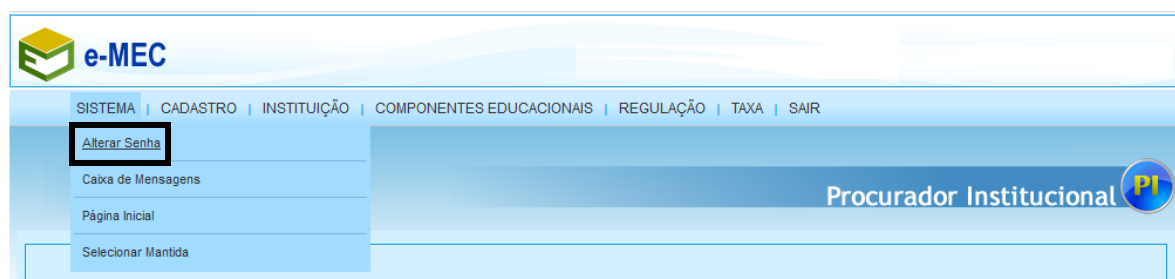 e-MEC
SISTEMA | CADASTRO | INSTITUIÇÃO | COMPONENTES EDUCACIONAIS | REGULAÇÃO | TAXA | SAIR
Alterar Senha
Caixa de Mensagens
Procurador Institucional PI
Página Inicial
Selecionar Mantida